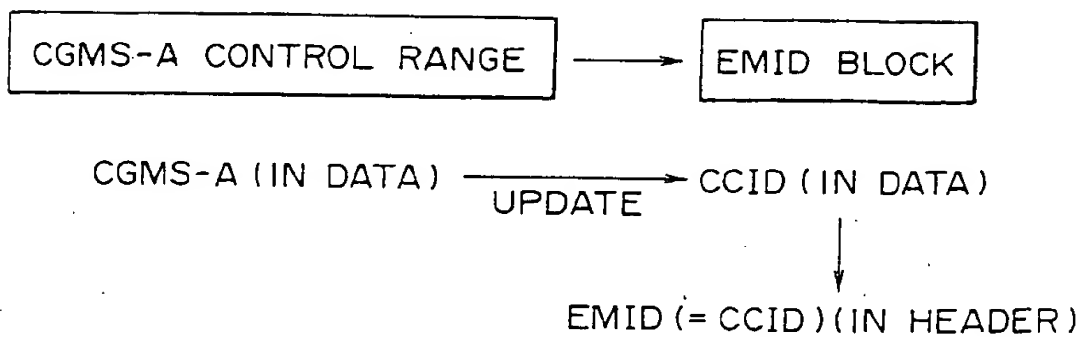 CGMS-A CONTROL RANGE EMID BLOCK
CGMS-A (IN DATA) UPDATE CCID (IN DATA)
EMID (= CCID) (IN HEADER)